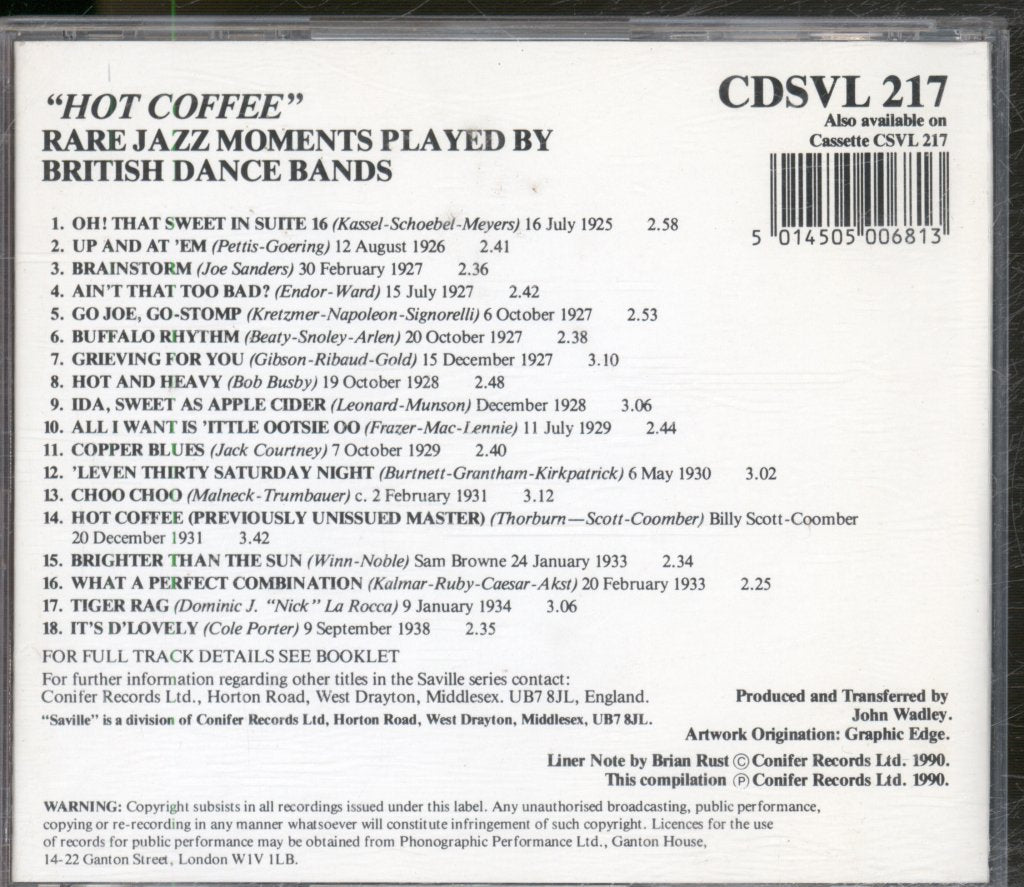 "HOT COFFEE"
RARE JAZZ MOMENTS PLAYED BY
BRITISH DANCE BANDS
CDSVL 217
Also available on
Cassette CSVL 217
5 014505 006813
1. OH! THAT SWEET IN SUITE 16 (Kassel-Schoebel-Meyers) 16 July 1925 2.58
2. UP AND AT 'EM (Pettis-Goering) 12 August 1926 2.41
3. BRAINSTORM (Joe Sanders) 30 February 1927 2.36
4. AIN'T THAT TOO BAD? (Endor-Ward) 15 July 1927 2.42
5. GO JOE, GO-STOMP (Kretzmer-Napoleon-Signorelli) 6 October 1927 2.53
6. BUFFALO RHYTHM (Beaty-Snoley-Arlen) 20 October 1927 2.38
7. GRIEVING FOR YOU (Gibson-Ribaud-Gold) 15 December 1927 3.10
8. HOT AND HEAVY (Bob Busby) 19 October 1928 2.48
9. IDA, SWEET AS APPLE CIDER (Leonard-Munson) December 1928 3.06
10. ALL I WANT IS 'ITTLE OOTSIE OO (Frazer-Mac-Lennie) 11 July 1929 2.44
11. COPPER BLUES (Jack Courtney) 7 October 1929 2.40
12. 'LEVEN THIRTY SATURDAY NIGHT (Burtnett-Grantham-Kirkpatrick) 6 May 1930 3.02
13. CHOO CHOO (Malneck-Trumbauer) c. 2 February 1931 3.12
14. HOT COFFEE (PREVIOUSLY UNISSUED MASTER) (Thorburn—Scott-Coomber) Billy Scott-Coomber
20 December 1931 3.42
15. BRIGHTER THAN THE SUN (Winn-Noble) Sam Browne 24 January 1933 2.34
16. WHAT A PERFECT COMBINATION (Kalmar-Ruby-Caesar-Akst) 20 February 1933 2.25
17. TIGER RAG (Dominic J. "Nick" La Rocca) 9 January 1934 3.06
18. IT'S D'LOVELY (Cole Porter) 9 September 1938 2.35
FOR FULL TRACK DETAILS SEE BOOKLET
For further information regarding other titles in the Saville series contact:
Conifer Records Ltd., Horton Road, West Drayton, Middlesex. UB7 8JL, England.
"Saville" is a division of Conifer Records Ltd, Horton Road, West Drayton, Middlesex, UB7 8JL.
Produced and Transferred by
John Wadley.
Artwork Origination: Graphic Edge.
Liner Note by Brian Rust Ⓒ Conifer Records Ltd. 1990.
This compilation Ⓟ Conifer Records Ltd. 1990.
WARNING: Copyright subsists in all recordings issued under this label. Any unauthorised broadcasting, public performance,
copying or re-recording in any manner whatsoever will constitute infringement of such copyright. Licences for the use
of records for public performance may be obtained from Phonographic Performance Ltd., Ganton House,
14-22 Ganton Street, London W1V 1LB.